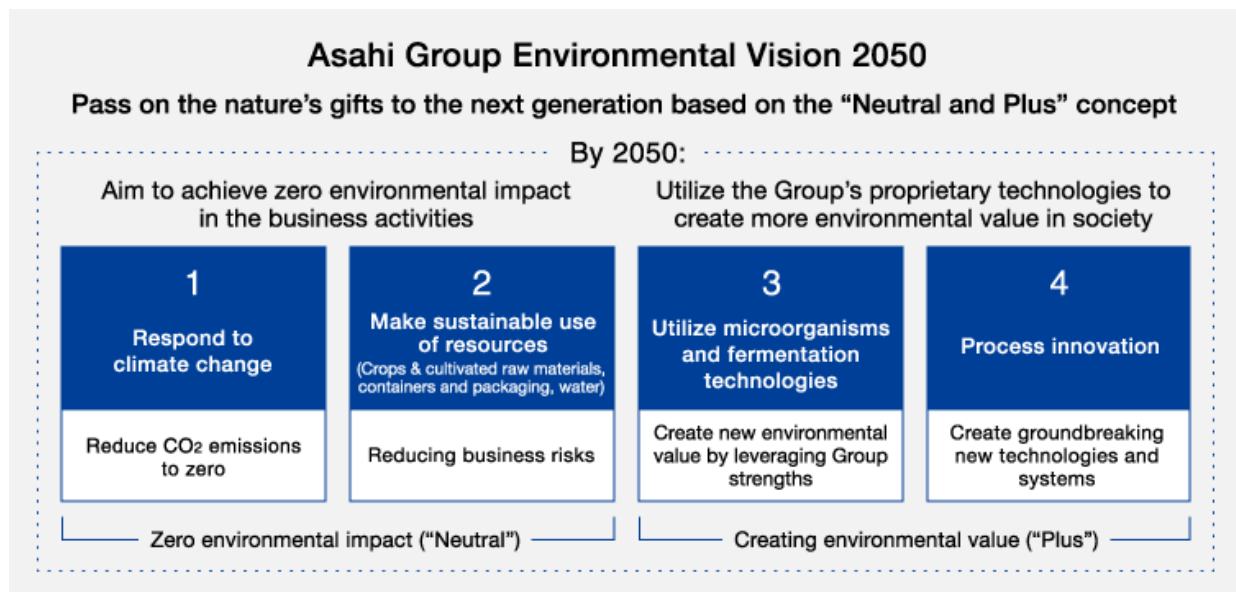 Asahi Group Environmental Vision 2050
Pass on the nature's gifts to the next generation based on the “Neutral and Plus” concept
By 2050:
Aim to achieve zero environmental impact
in the business activities
Utilize the Group's proprietary technologies to
create more environmental value in society
1
Respond to
climate change
Reduce CO2 emissions
to zero
2
Make sustainable use
of resources
(Crops & cultivated raw materials,
containers and packaging, water)
Reducing business risks
3
Utilize microorganisms
and fermentation
technologies
Create new environmental
value by leveraging Group
strengths
4
Process innovation
Create groundbreaking
new technologies and
systems
Zero environmental impact (“Neutral”)
Creating environmental value (“Plus”)